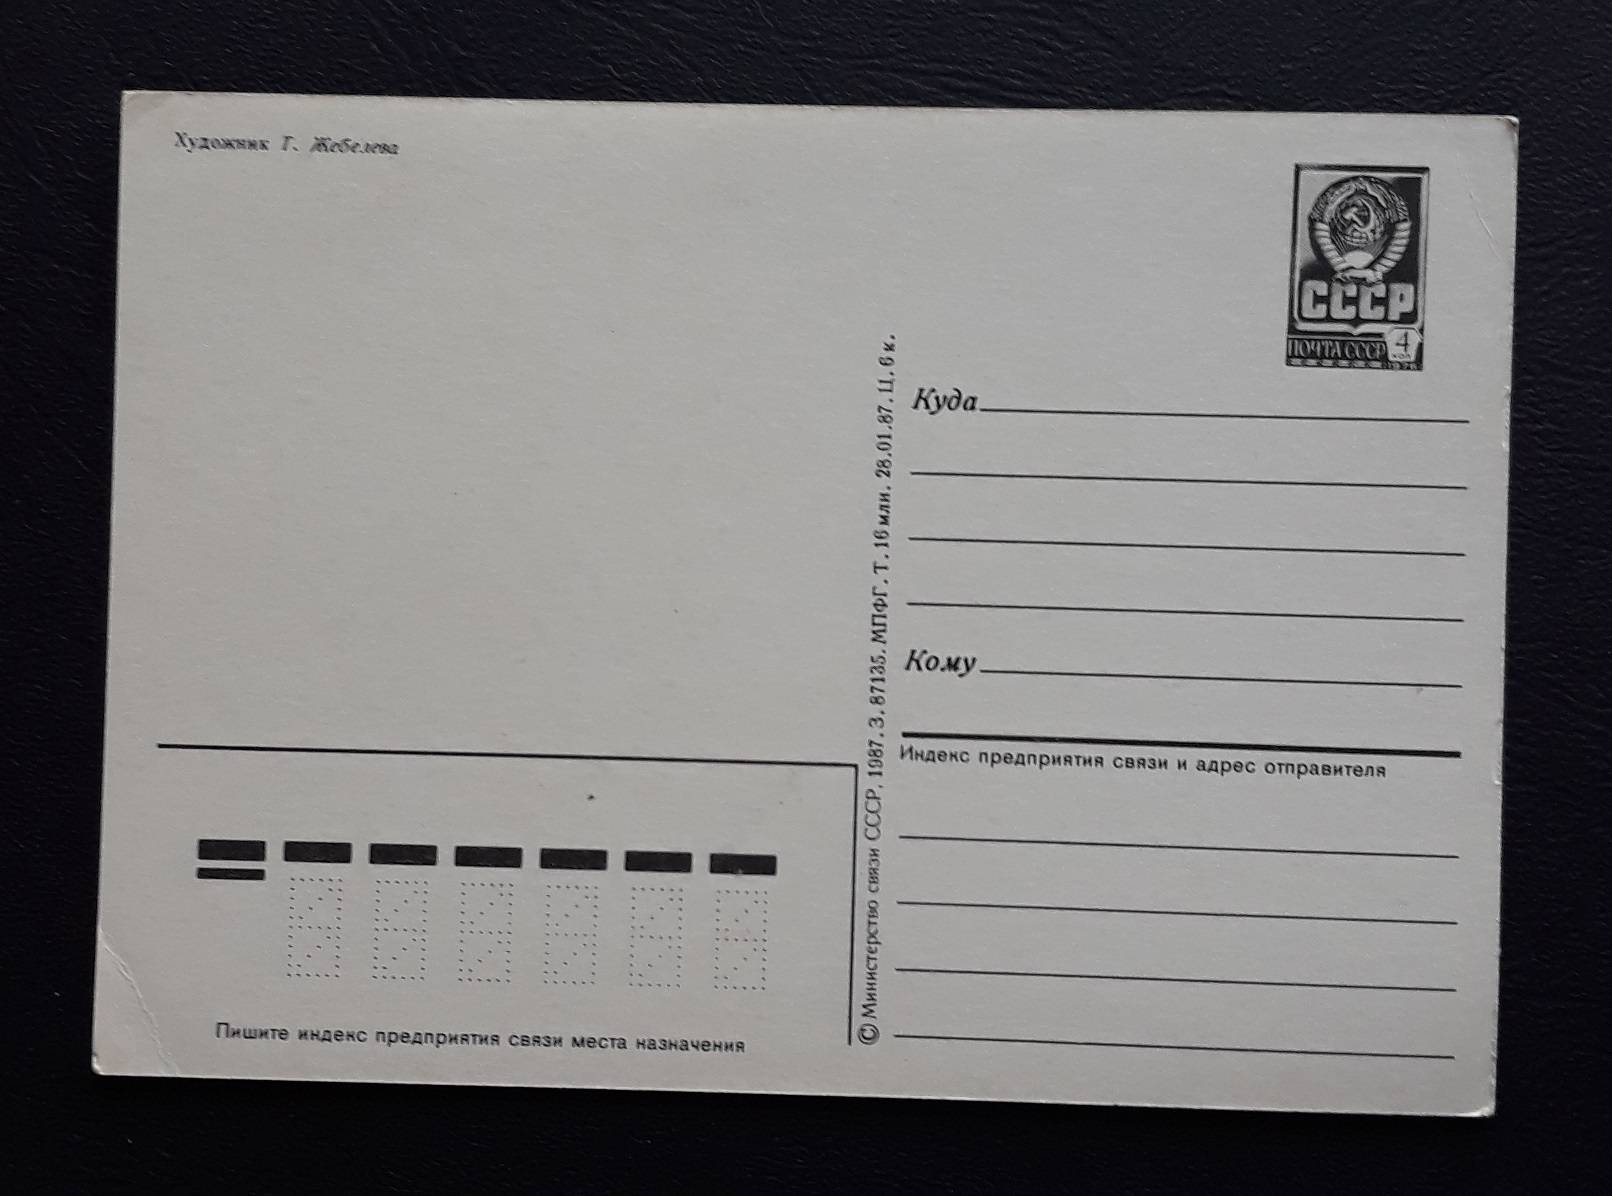 Художник Г. Жебелева
СССР
ПОЧТА СССР 4
КОП
Куда
Кому
Индекс предприятия связи и адрес отправителя
© Министерство связи СССР, 1987. З. 87135. МПФГ. Т. 16 млн. 28.01.87. Ц. 6 к.
Пишите индекс предприятия связи места назначения